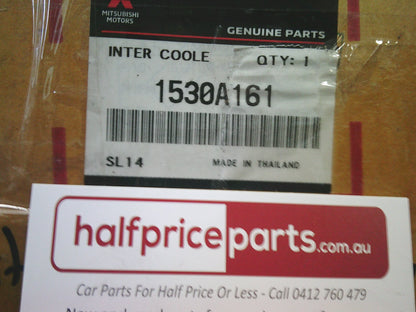 MITSUBISHI
MOTORS
GENUINE PARTS
INTER COOLE QTY: 1
1530A161
SL14 MADE IN THAILAND
halfpriceparts.com.au
Car Parts For Half Price Or Less - Call 0412 760 479